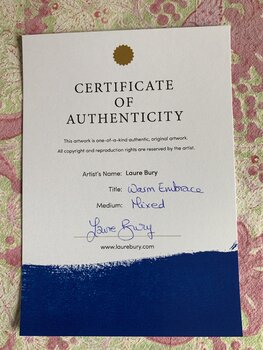 CERTIFICATE
OF
AUTHENTICITY
This artwork is one-of-a-kind authentic, original artwork.
All copyright and reproduction rights are reserved by the artist.
Artist's Name: Laure Bury
Title: Warm Embrace
Medium: Mixed
Laure Bury
www.laurebury.com